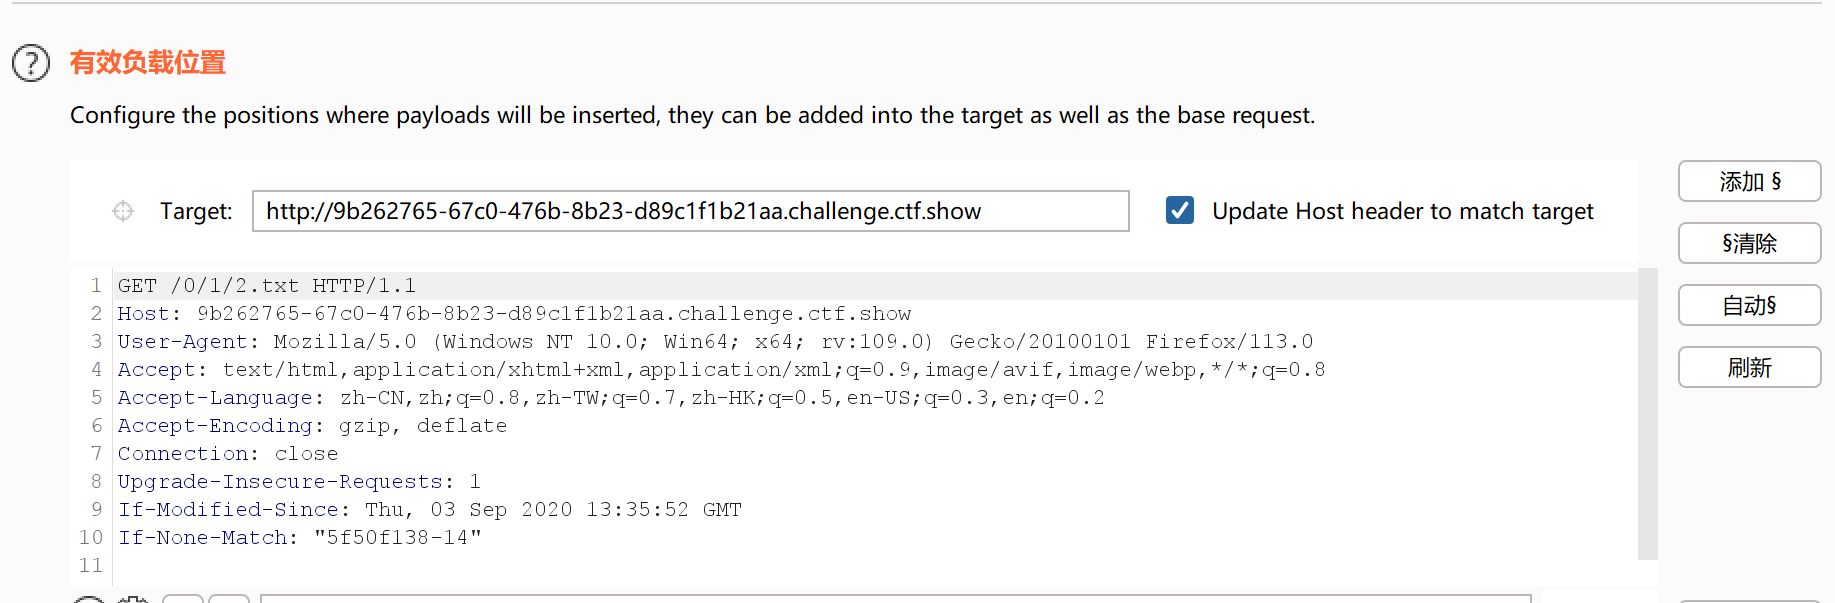 ?
有效负载位置
Configure the positions where payloads will be inserted, they can be added into the target as well as the base request.
Target: http://9b262765-67c0-476b-8b23-d89c1f1b21aa.challenge.ctf.show Update Host header to match target
添加 §
§清除
自动§
刷新
1 GET /0/1/2.txt HTTP/1.1
2 Host: 9b262765-67c0-476b-8b23-d89c1f1b21aa.challenge.ctf.show
3 User-Agent: Mozilla/5.0 (Windows NT 10.0; Win64; x64; rv:109.0) Gecko/20100101 Firefox/113.0
4 Accept: text/html,application/xhtml+xml,application/xml;q=0.9,image/avif,image/webp,*/*;q=0.8
5 Accept-Language: zh-CN,zh;q=0.8,zh-TW;q=0.7,zh-HK;q=0.5,en-US;q=0.3,en;q=0.2
6 Accept-Encoding: gzip, deflate
7 Connection: close
8 Upgrade-Insecure-Requests: 1
9 If-Modified-Since: Thu, 03 Sep 2020 13:35:52 GMT
10 If-None-Match: "5f50f138-14"
11